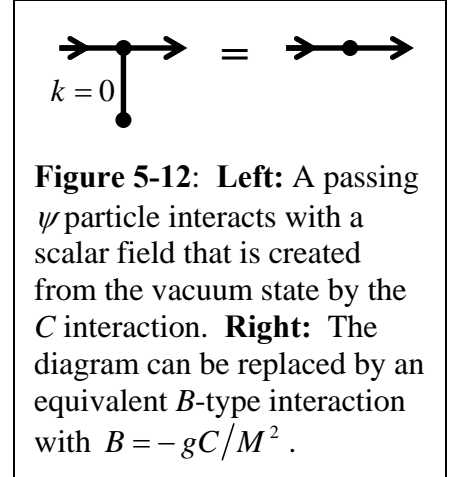 =
k = 0
Figure 5-12: Left: A passing
ψ particle interacts with a
scalar field that is created
from the vacuum state by the
C interaction. Right: The
diagram can be replaced by an
equivalent B-type interaction
with B = − gC/M² .